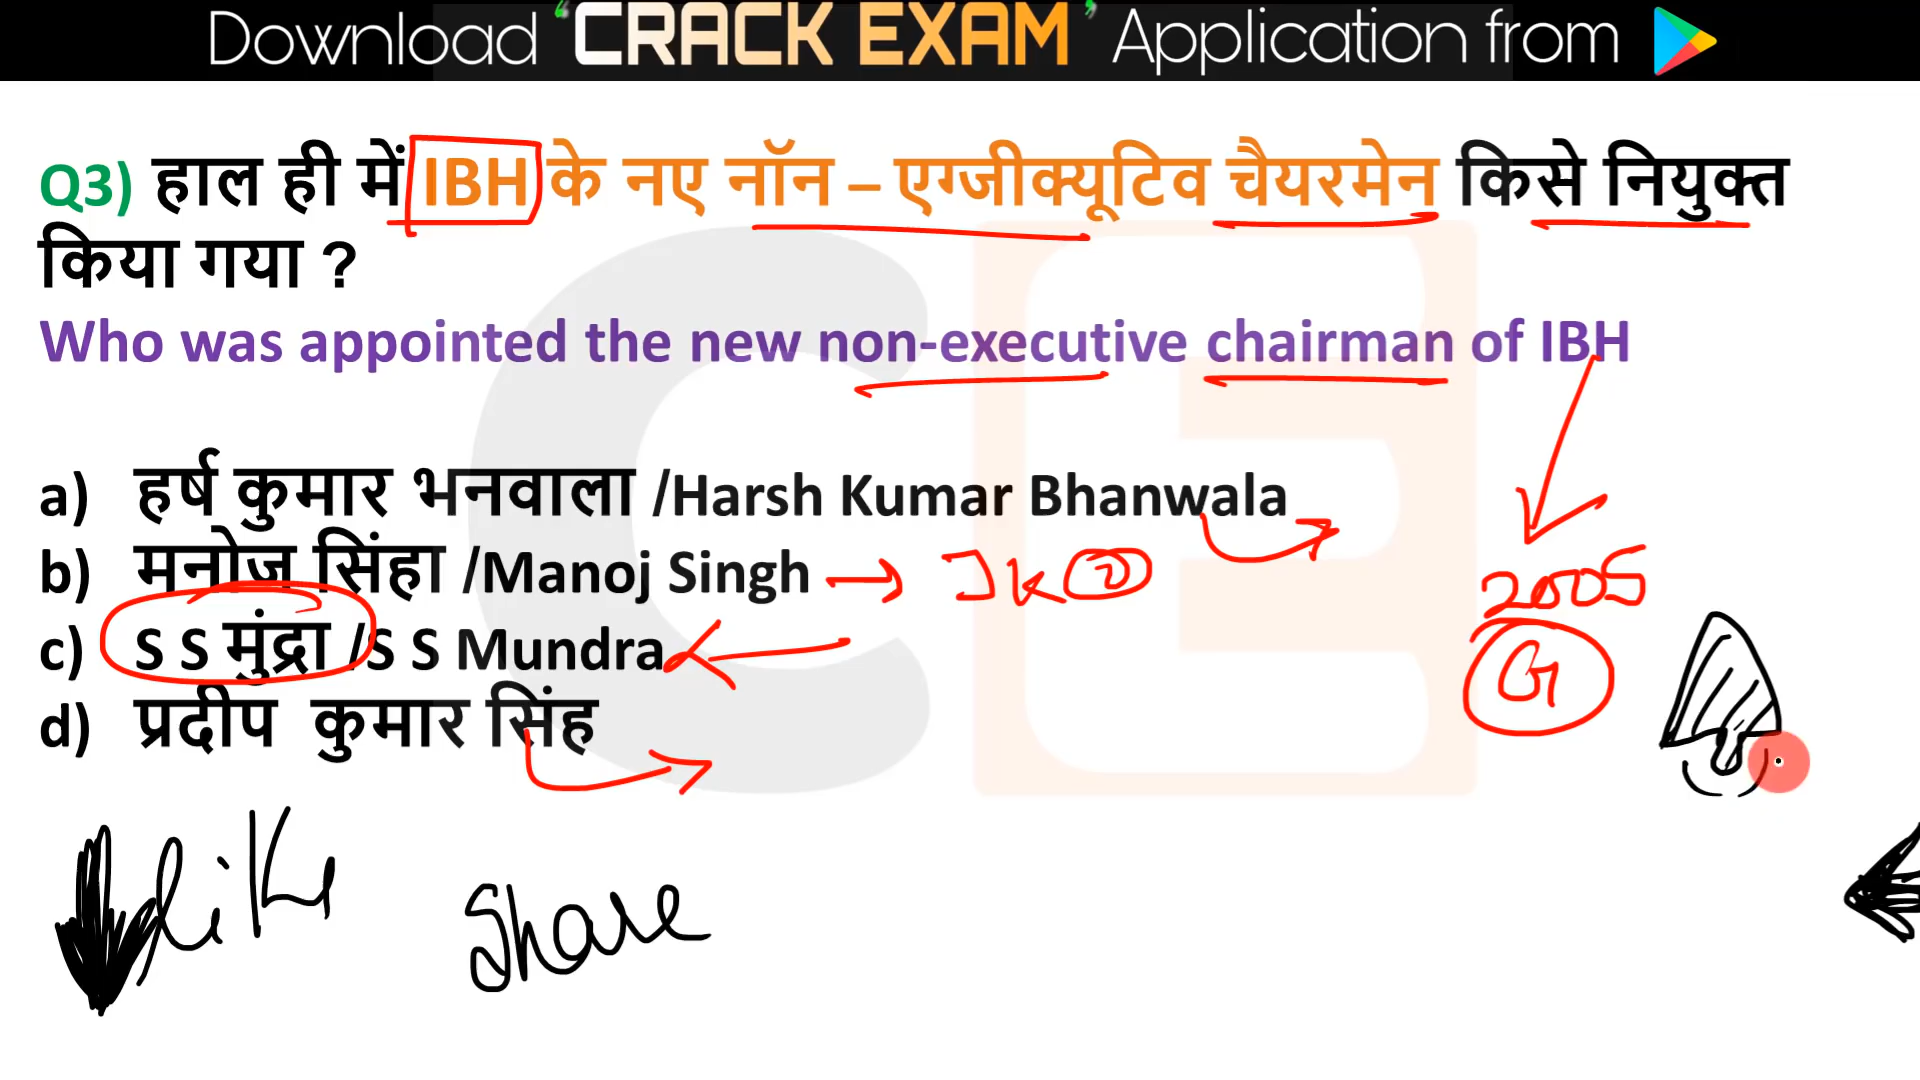 Download ‘CRACK EXAM’ Application from
Q3) हाल ही में IBH के नए नॉन – एग्जीक्यूटिव चैयरमेन किसे नियुक्त
किया गया ?
Who was appointed the new non-executive chairman of IBH
a) हर्ष कुमार भनवाला /Harsh Kumar Bhanwala
b) मनोज सिंहा /Manoj Singh → JK
c) S S मुंद्रा /S S Mundra
2005
G
d) प्रदीप कुमार सिंह
Like
Share